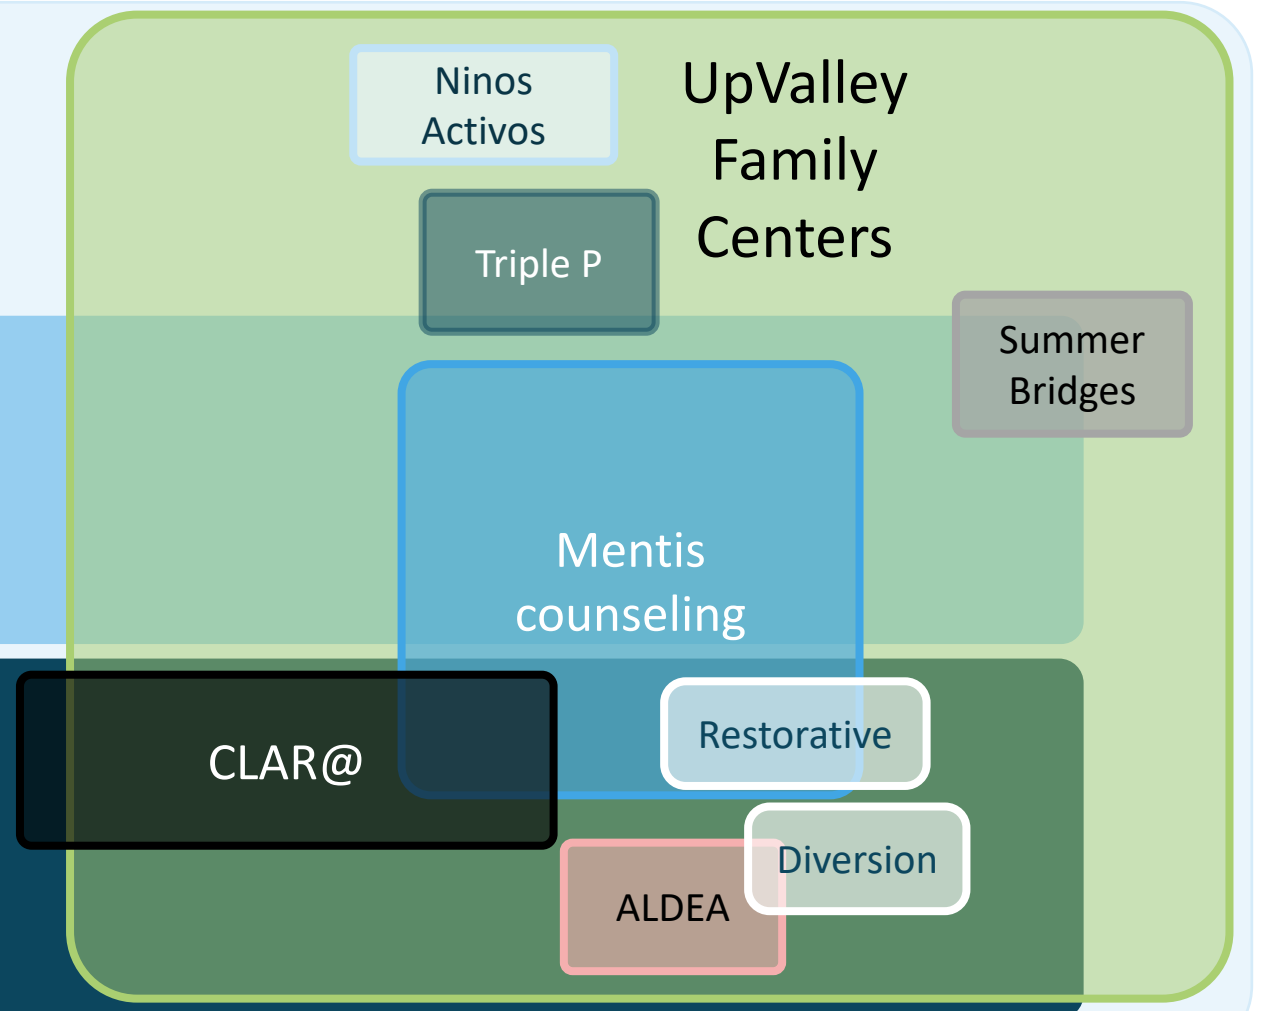 Ninos
Activos
UpValley
Family
Centers
Triple P
Summer
Bridges
Mentis
counseling
CLAR@
Restorative
Diversion
ALDEA